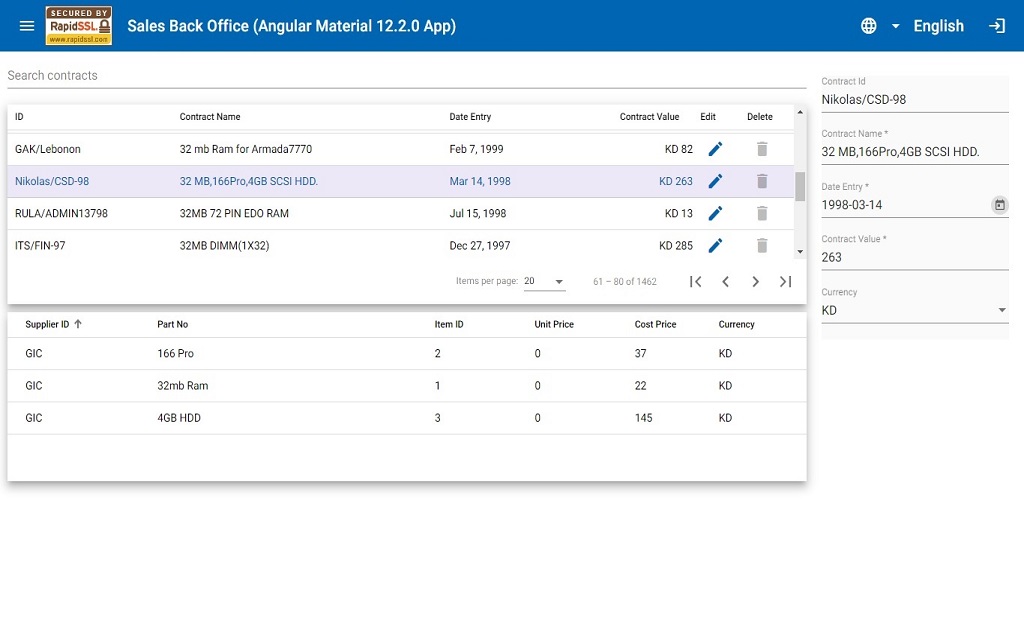 SECURED BY
RapidSSL
www.rapidssl.com
Sales Back Office (Angular Material 12.2.0 App)
English
Search contracts
ID Contract Name Date Entry Contract Value Edit Delete
GAK/Lebonon 32 mb Ram for Armada7770 Feb 7, 1999 KD 82
Nikolas/CSD-98 32 MB,166Pro,4GB SCSI HDD. Mar 14, 1998 KD 263
RULA/ADMIN13798 32MB 72 PIN EDO RAM Jul 15, 1998 KD 13
ITS/FIN-97 32MB DIMM(1X32) Dec 27, 1997 KD 285
Items per page: 20 61 – 80 of 1462
Supplier ID Part No Item ID Unit Price Cost Price Currency
GIC 166 Pro 2 0 37 KD
GIC 32mb Ram 1 0 22 KD
GIC 4GB HDD 3 0 145 KD
Contract Id
Nikolas/CSD-98
Contract Name *
32 MB,166Pro,4GB SCSI HDD.
Date Entry *
1998-03-14
Contract Value *
263
Currency
KD